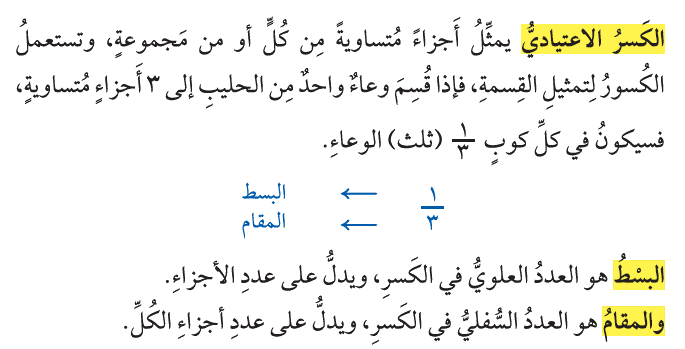 الكَسرُ الاعتياديُّ يمثِّلُ أَجزاءً مُتساويةً مِن كُلٍّ أو من مَجموعةٍ، وتستعملُ
الكُسورُ لِتمثيلِ القِسمةِ، فإذا قُسِمَ وعاءٌ واحدٌ مِن الحليبِ إلى ٣ أَجزاءٍ مُتساويةٍ،
فسيكونُ في كلِّ كوبٍ ١/٣ (ثلث) الوعاءِ.
١ ← البسط
٣ ← المقام
البسْطُ هو العددُ العلويُّ في الكَسرِ، ويدلُّ على عددِ الأجزاءِ.
والمقامُ هو العددُ السُّفليُّ في الكَسرِ، ويدلُّ على عددِ أجزاءِ الكُلِّ.